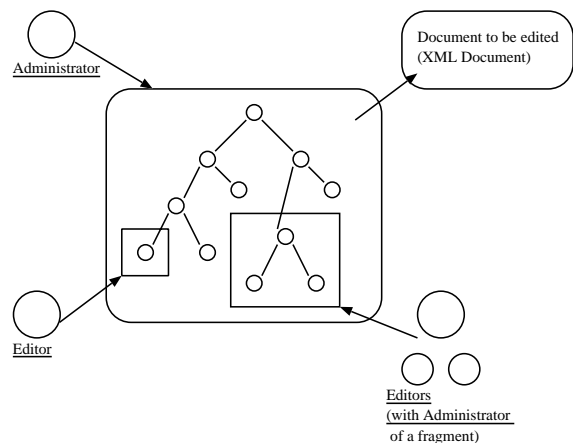 Document to be edited
(XML Document)
Administrator
Editor
Editors
(with Administrator
of a fragment)